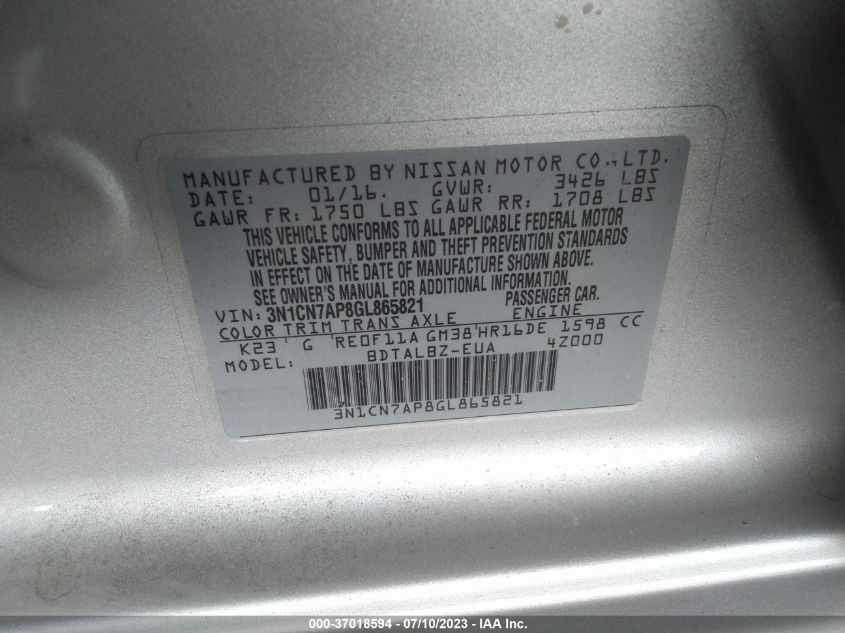 MANUFACTURED BY NISSAN MOTOR CO.,LTD.
DATE: 01/16. GVWR: 3426 LBS
GAWR FR: 1750 LBS GAWR RR: 1708 LBS
THIS VEHICLE CONFORMS TO ALL APPLICABLE FEDERAL MOTOR
VEHICLE SAFETY, BUMPER AND THEFT PREVENTION STANDARDS
IN EFFECT ON THE DATE OF MANUFACTURE SHOWN ABOVE.
SEE OWNER'S MANUAL FOR ADDITIONAL INFORMATION.
VIN: 3N1CN7AP8GL865821 PASSENGER CAR.
COLOR TRIM TRANS AXLE ENGINE
K23 G RE0F11A GM38 HR16DE 1598 CC
MODEL: BDTALBZ-EUA 4Z000
3N1CN7AP8GL865821
000-37018594 - 07/10/2023 - IAA Inc.